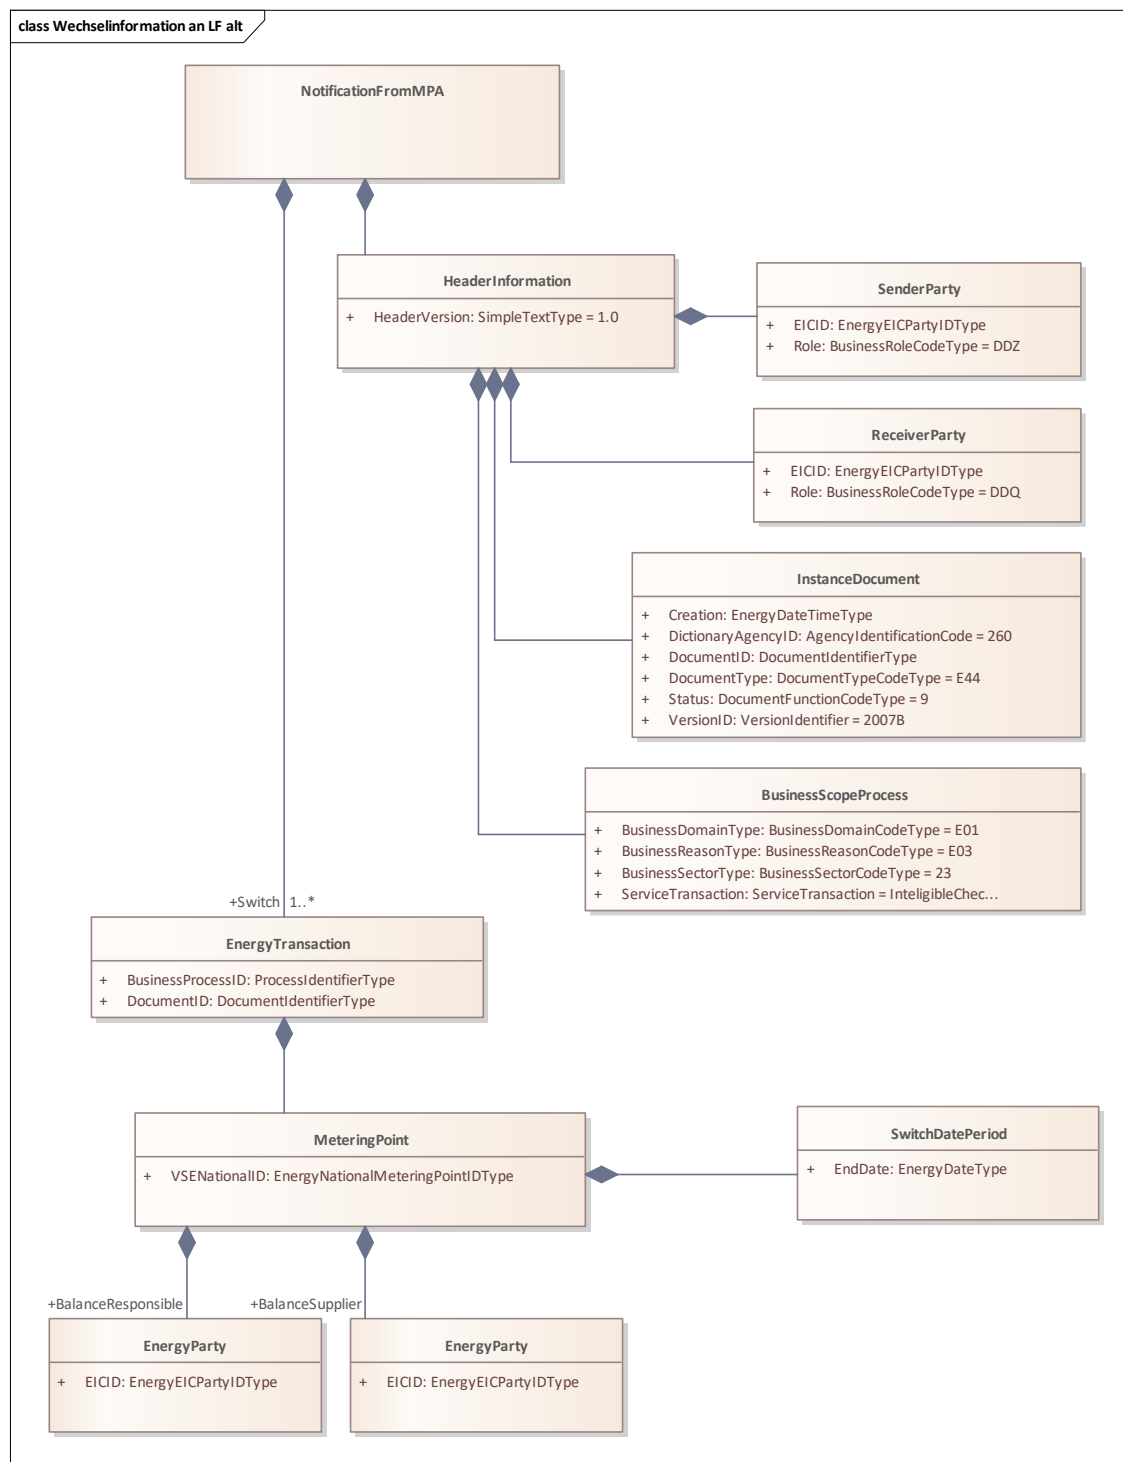 class Wechselinformation an LF alt
NotificationFromMPA
HeaderInformation
+ HeaderVersion: SimpleTextType = 1.0
SenderParty
+ EICID: EnergyEICPartyIDType
+ Role: BusinessRoleCodeType = DDZ
ReceiverParty
+ EICID: EnergyEICPartyIDType
+ Role: BusinessRoleCodeType = DDQ
InstanceDocument
+ Creation: EnergyDateTimeType
+ DictionaryAgencyID: AgencyIdentificationCode = 260
+ DocumentID: DocumentIdentifierType
+ DocumentType: DocumentTypeCodeType = E44
+ Status: DocumentFunctionCodeType = 9
+ VersionID: VersionIdentifier = 2007B
BusinessScopeProcess
+ BusinessDomainType: BusinessDomainCodeType = E01
+ BusinessReasonType: BusinessReasonCodeType = E03
+ BusinessSectorType: BusinessSectorCodeType = 23
+ ServiceTransaction: ServiceTransaction = InteligibleChec...
+Switch 1..*
EnergyTransaction
+ BusinessProcessID: ProcessIdentifierType
+ DocumentID: DocumentIdentifierType
MeteringPoint
+ VSENationalID: EnergyNationalMeteringPointIDType
SwitchDatePeriod
+ EndDate: EnergyDateType
+BalanceResponsible
+BalanceSupplier
EnergyParty
+ EICID: EnergyEICPartyIDType
EnergyParty
+ EICID: EnergyEICPartyIDType